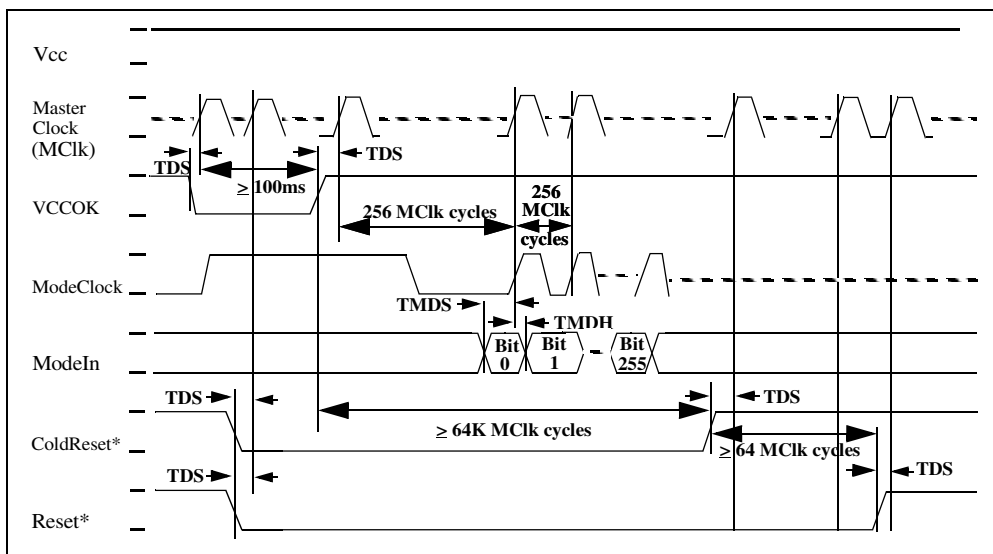 Vcc
Master
Clock
(MClk)
TDS
TDS
≥ 100ms
VCCOK
256 MClk cycles
256
MClk
cycles
ModeClock
TMDS
TMDH
ModeIn
Bit
0
Bit
1
Bit
255
TDS
TDS
≥ 64K MClk cycles
ColdReset*
≥ 64 MClk cycles
TDS
TDS
Reset*